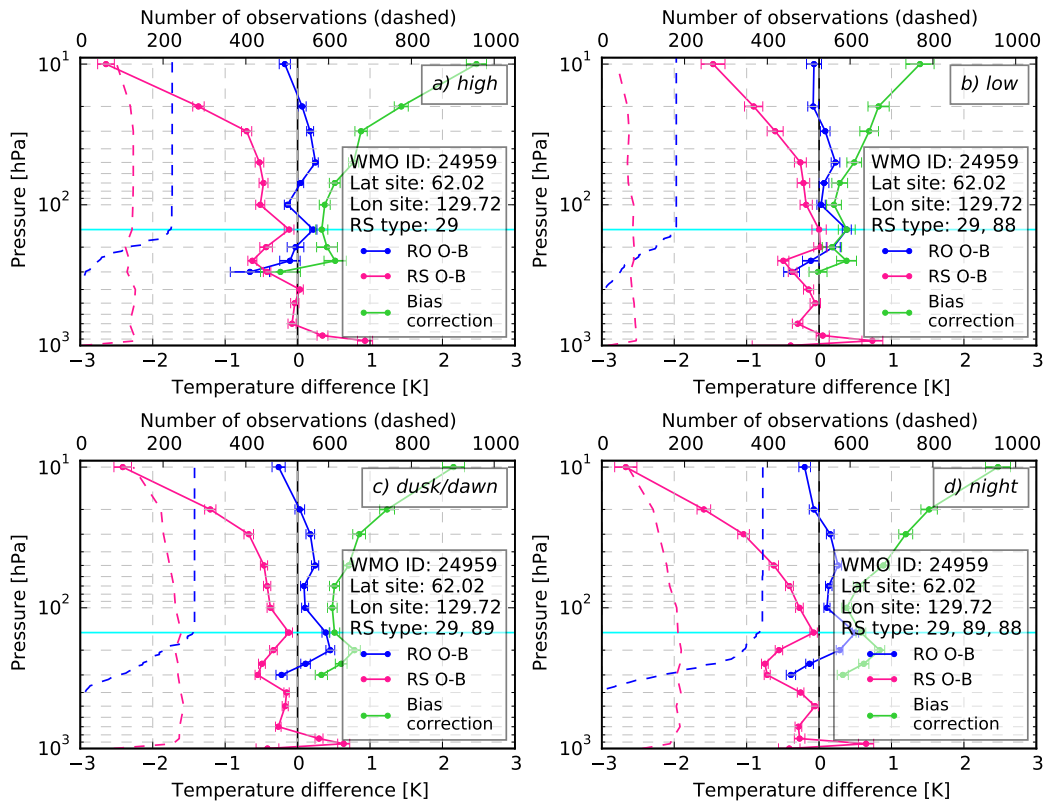 Number of observations (dashed)
0 200 400 600 800 1000
a) high
10¹
10²
10³
Pressure [hPa]
WMO ID: 24959
Lat site: 62.02
Lon site: 129.72
RS type: 29
RO O-B
RS O-B
Bias
correction
−3 −2 −1 0 1 2 3
Temperature difference [K]
Number of observations (dashed)
0 200 400 600 800 1000
b) low
10¹
10²
10³
Pressure [hPa]
WMO ID: 24959
Lat site: 62.02
Lon site: 129.72
RS type: 29, 88
RO O-B
RS O-B
Bias
correction
−3 −2 −1 0 1 2 3
Temperature difference [K]
Number of observations (dashed)
0 200 400 600 800 1000
c) dusk/dawn
10¹
10²
10³
Pressure [hPa]
WMO ID: 24959
Lat site: 62.02
Lon site: 129.72
RS type: 29, 89
RO O-B
RS O-B
Bias
correction
−3 −2 −1 0 1 2 3
Temperature difference [K]
Number of observations (dashed)
0 200 400 600 800 1000
d) night
10¹
10²
10³
Pressure [hPa]
WMO ID: 24959
Lat site: 62.02
Lon site: 129.72
RS type: 29, 89, 88
RO O-B
RS O-B
Bias
correction
−3 −2 −1 0 1 2 3
Temperature difference [K]